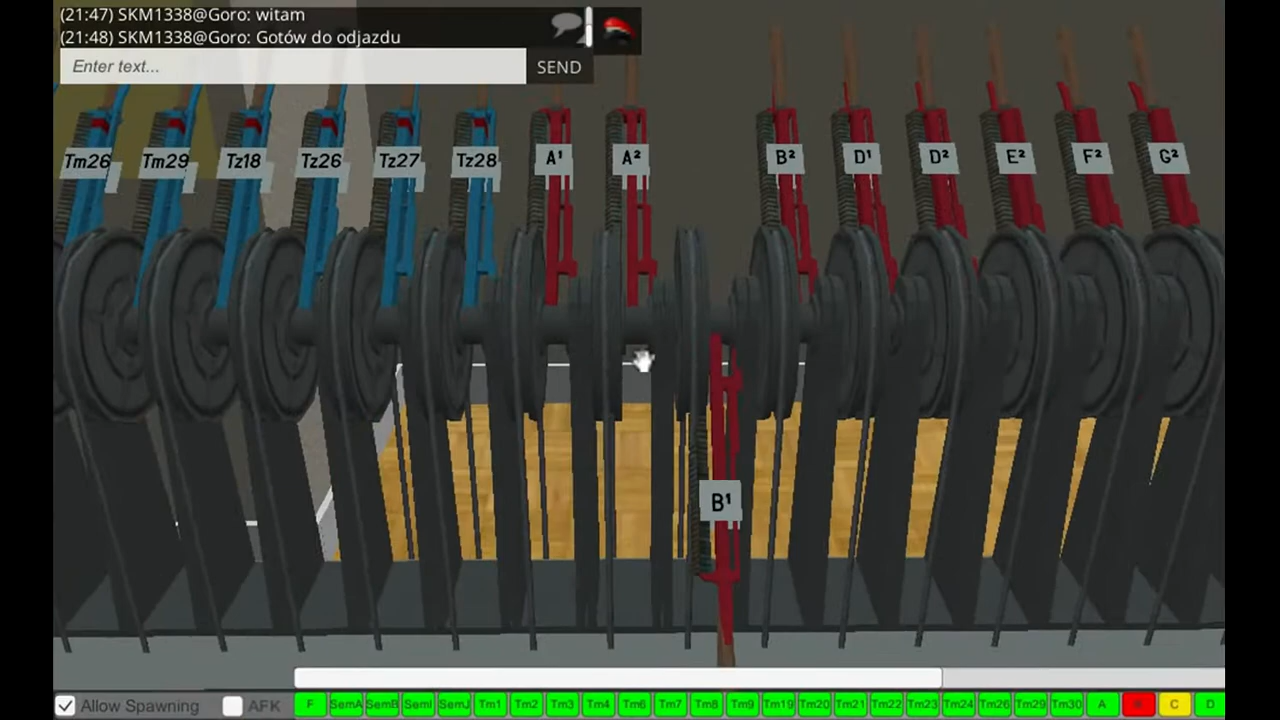 (21:47) SKM1338@Goro: witam
(21:48) SKM1338@Goro: Gotów do odjazdu
Enter text... SEND
Tm26 Tm29 Tz18 Tz26 Tz27 Tz28 A¹ A² B² D¹ D² E² F² G²
B¹
Allow Spawning AFK F SemA SemB SemI SemJ Tm1 Tm2 Tm3 Tm4 Tm6 Tm7 Tm8 Tm9 Tm19 Tm20 Tm21 Tm22 Tm23 Tm24 Tm26 Tm29 Tm30 A C D